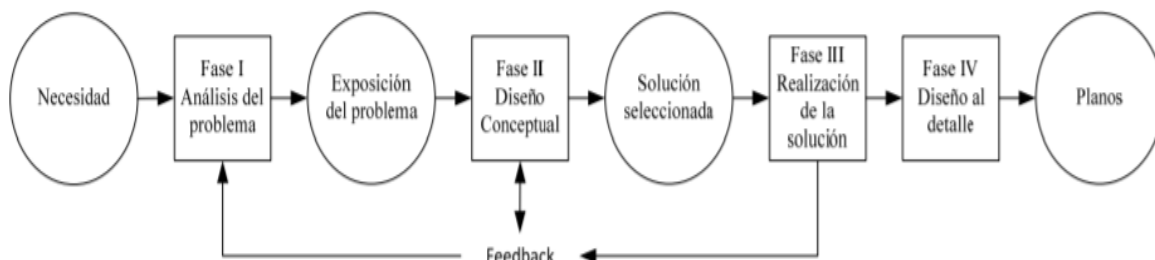 Necesidad
Fase I
Análisis del
problema
Exposición
del problema
Fase II
Diseño
Conceptual
Solución
seleccionada
Fase III
Realización
de la
solución
Fase IV
Diseño al
detalle
Planos
Feedback